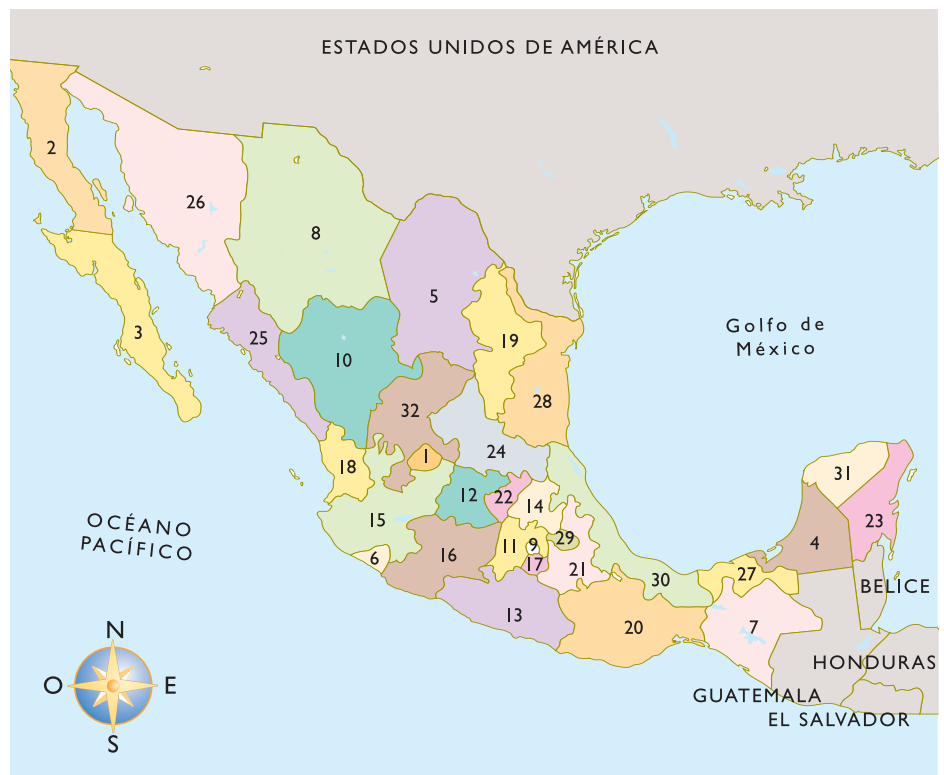 ESTADOS UNIDOS DE AMÉRICA
2
26
8
5
3
25
10
19
Golfo de
México
28
32
24
1
18
31
12
22
14
15
23
OCÉANO
PACÍFICO
11
9
29
4
6
16
17
21
27
30
BELICE
13
20
7
N
O
E
S
HONDURAS
GUATEMALA
EL SALVADOR